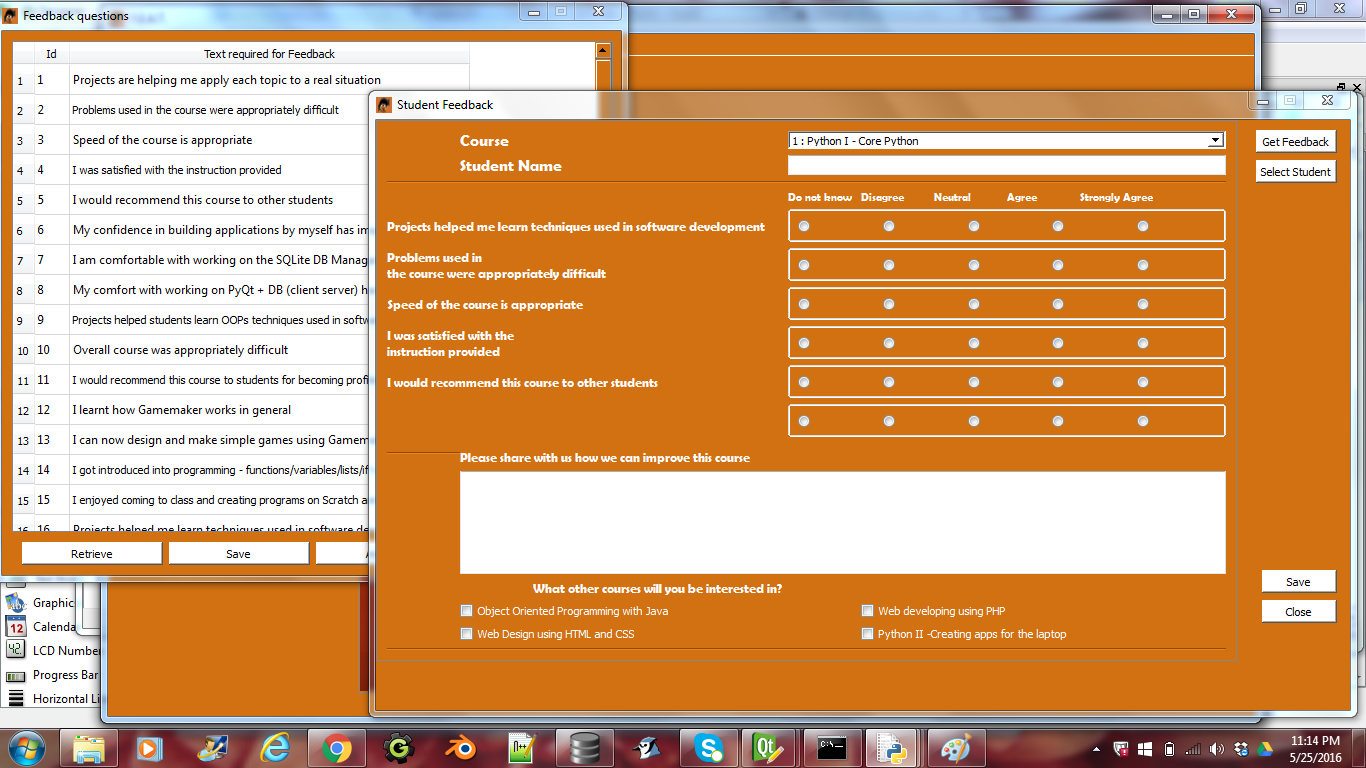 Feedback questions
Id Text required for Feedback
1 1 Projects are helping me apply each topic to a real situation
2 2 Problems used in the course were appropriately difficult
3 3 Speed of the course is appropriate
4 4 I was satisfied with the instruction provided
5 5 I would recommend this course to other students
6 6 My confidence in building applications by myself has im
7 7 I am comfortable with working on the SQLite DB Manag
8 8 My comfort with working on PyQt + DB (client server) h
9 9 Projects helped students learn OOPs techniques used in softw
10 10 Overall course was appropriately difficult
11 11 I would recommend this course to students for becoming profi
12 12 I learnt how Gamemaker works in general
13 13 I can now design and make simple games using Gamem
14 14 I got introduced into programming - functions/variables/lists/if
15 15 I enjoyed coming to class and creating programs on Scratch a
16 16 Projects helped me learn techniques used in software de
Retrieve Save
Student Feedback
Course 1 : Python I - Core Python
Student Name
Get Feedback
Select Student
Do not know Disagree Neutral Agree Strongly Agree
Projects helped me learn techniques used in software development
Problems used in
the course were appropriately difficult
Speed of the course is appropriate
I was satisfied with the
instruction provided
I would recommend this course to other students
Please share with us how we can improve this course
What other courses will you be interested in?
Object Oriented Programming with Java Web developing using PHP
Web Design using HTML and CSS Python II -Creating apps for the laptop
Save
Close
Graphic
12 Calenda
42 LCD Number
Progress Bar
Horizontal Li
11:14 PM
5/25/2016